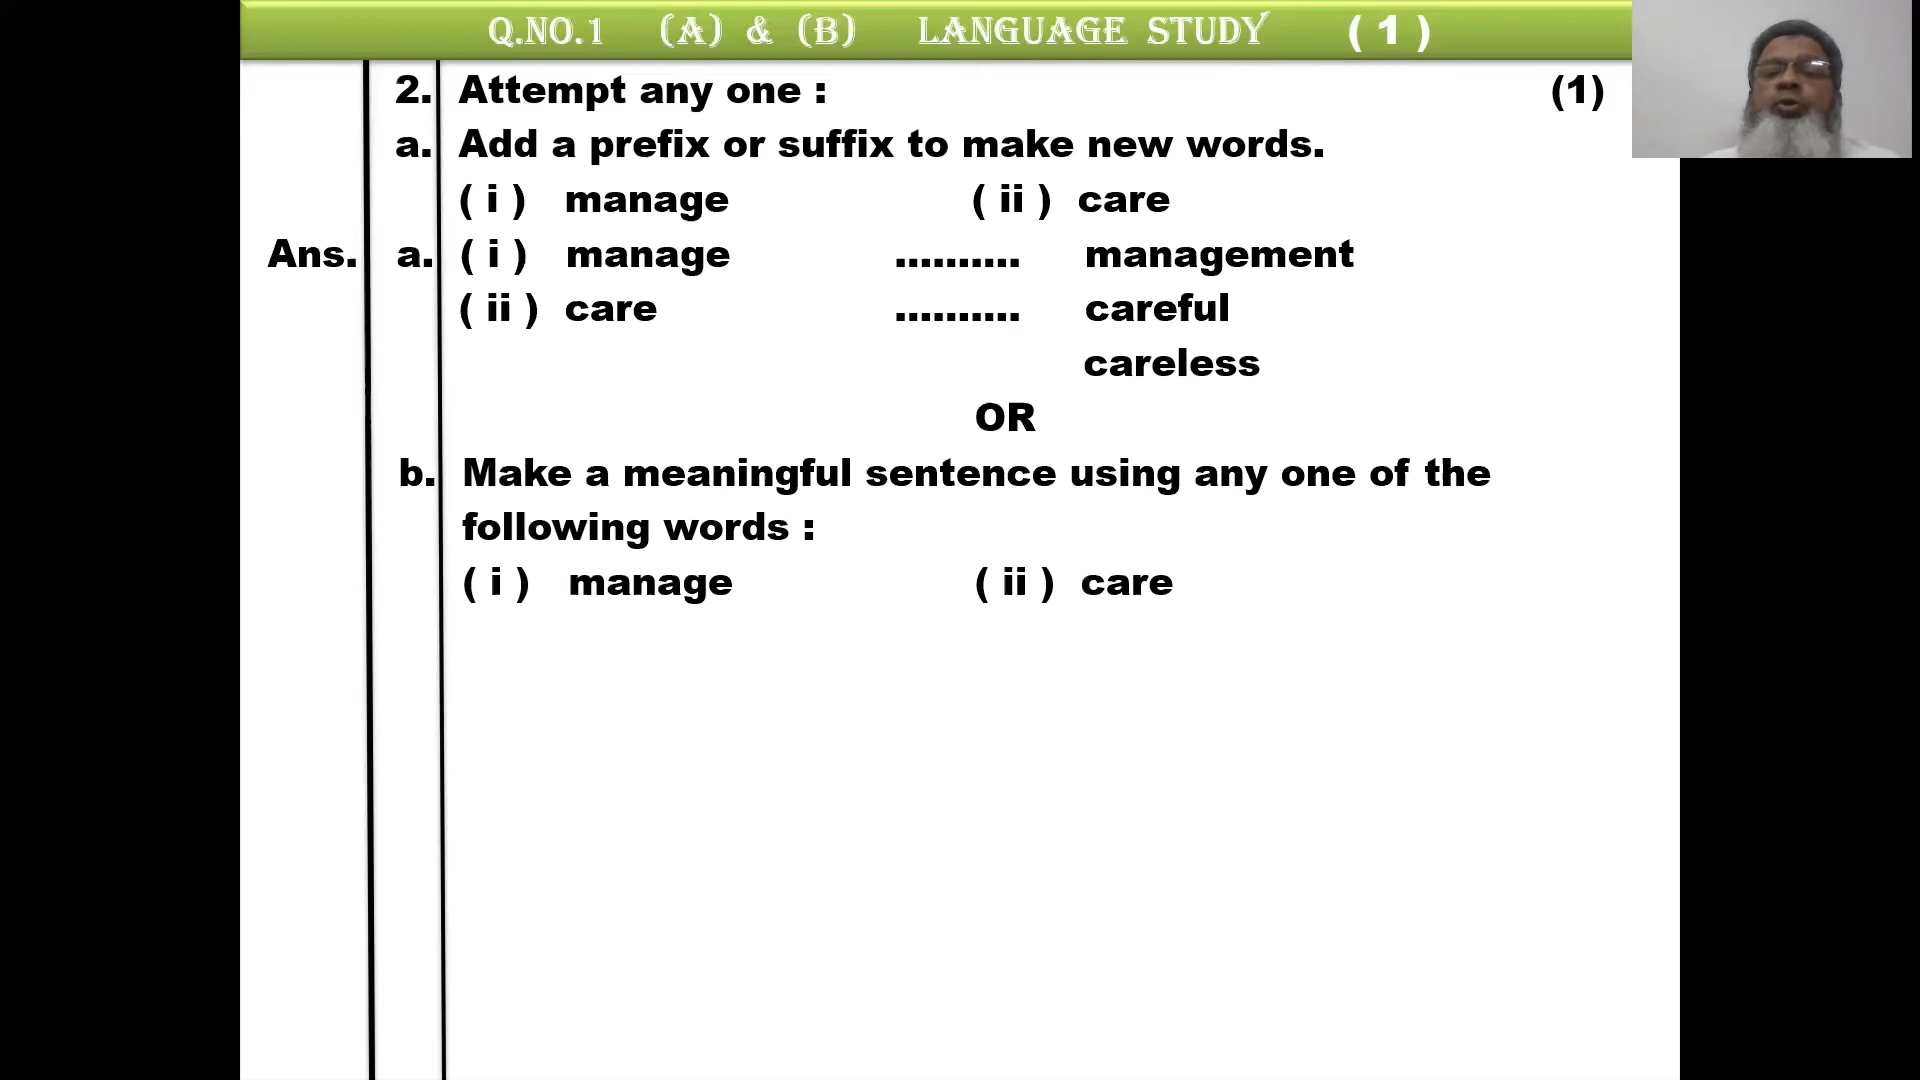 Q.NO.1 (A) & (B) LANGUAGE STUDY ( 1 )
2. Attempt any one : (1)
a. Add a prefix or suffix to make new words.
( i ) manage ( ii ) care
Ans. a. ( i ) manage .......... management
( ii ) care .......... careful
careless
OR
b. Make a meaningful sentence using any one of the
following words :
( i ) manage ( ii ) care